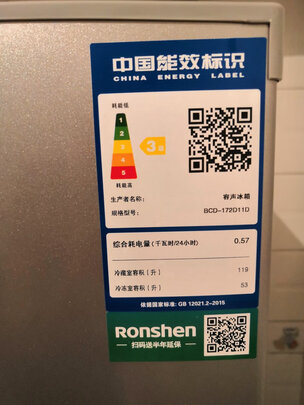 中国能效标识
CHINA ENERGY LABEL
耗能低
1
2
3
4
5
3级
耗能高
生产者名称: 容声冰箱
规格型号: BCD-172D11D
综合耗电量(千瓦时/24小时) 0.57
冷藏室容积(升) 119
冷冻室容积(升) 53
依据国家标准: GB 12021.2-2015
Ronshen
扫码送半年延保